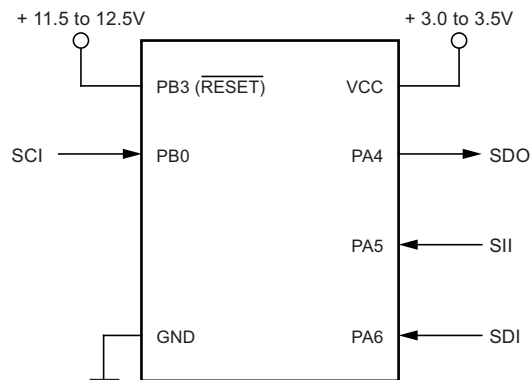 + 11.5 to 12.5V
+ 3.0 to 3.5V
PB3 (RESET)
VCC
SCI
PB0
PA4
SDO
PA5
SII
GND
PA6
SDI